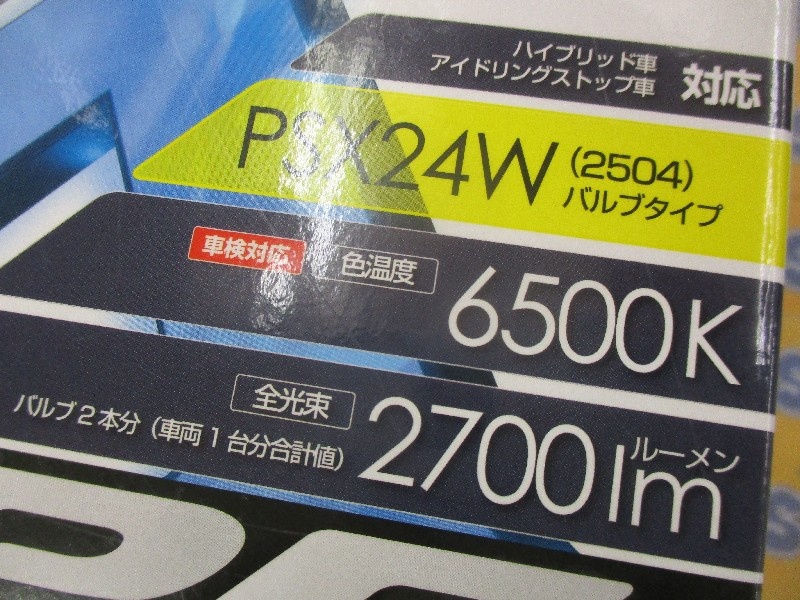 ハイブリッド車
アイドリングストップ車 対応
PSX24W (2504)
バルブタイプ
車検対応 色温度 6500K
全光束 2700lm ルーメン
バルブ2本分(車両1台分合計値)